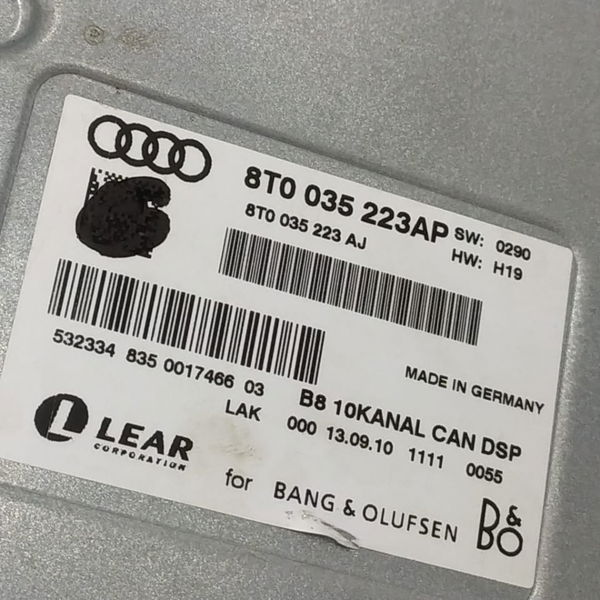 8T0 035 223AP SW: 0290
8T0 035 223 AJ HW: H19
532334 835 0017466 03
MADE IN GERMANY
LAK
B8 10KANAL CAN DSP
000 13.09.10 1111 0055
LEAR
CORPORATION
for BANG & OLUFSEN B&O